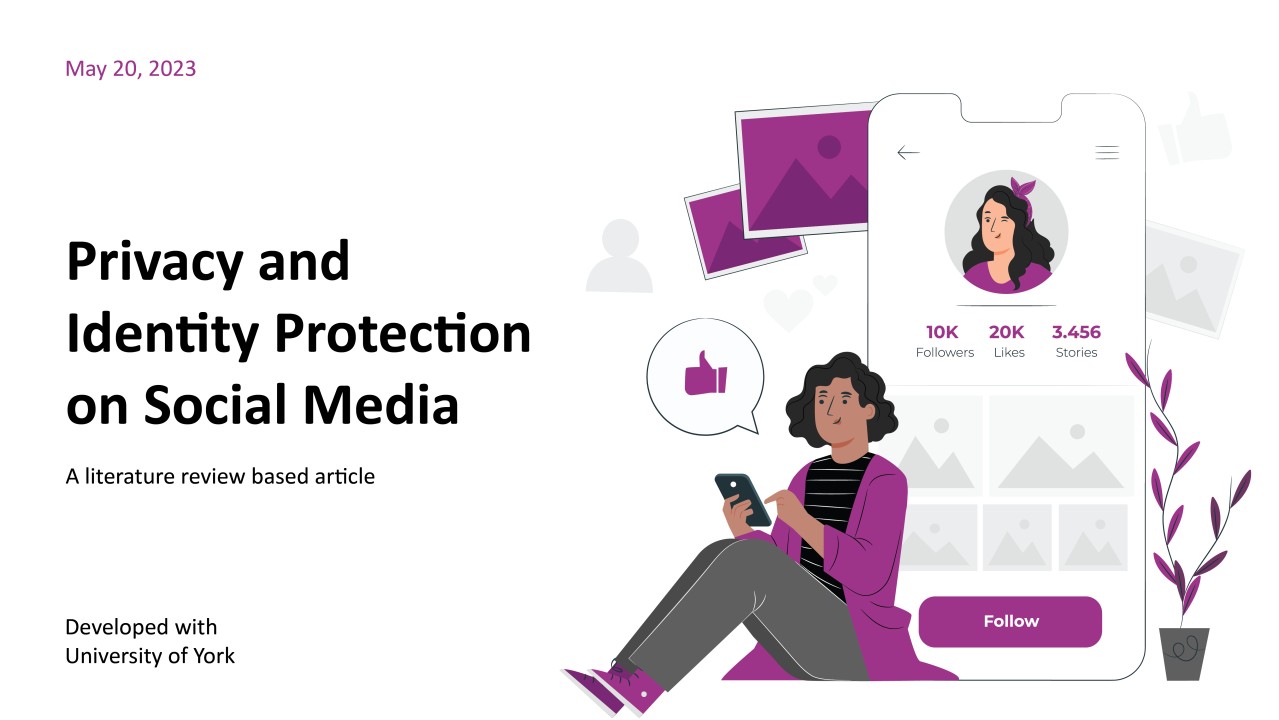 May 20, 2023
Privacy and
Identity Protection
on Social Media
A literature review based article
Developed with
University of York
10K 20K 3.456
Followers Likes Stories
Follow